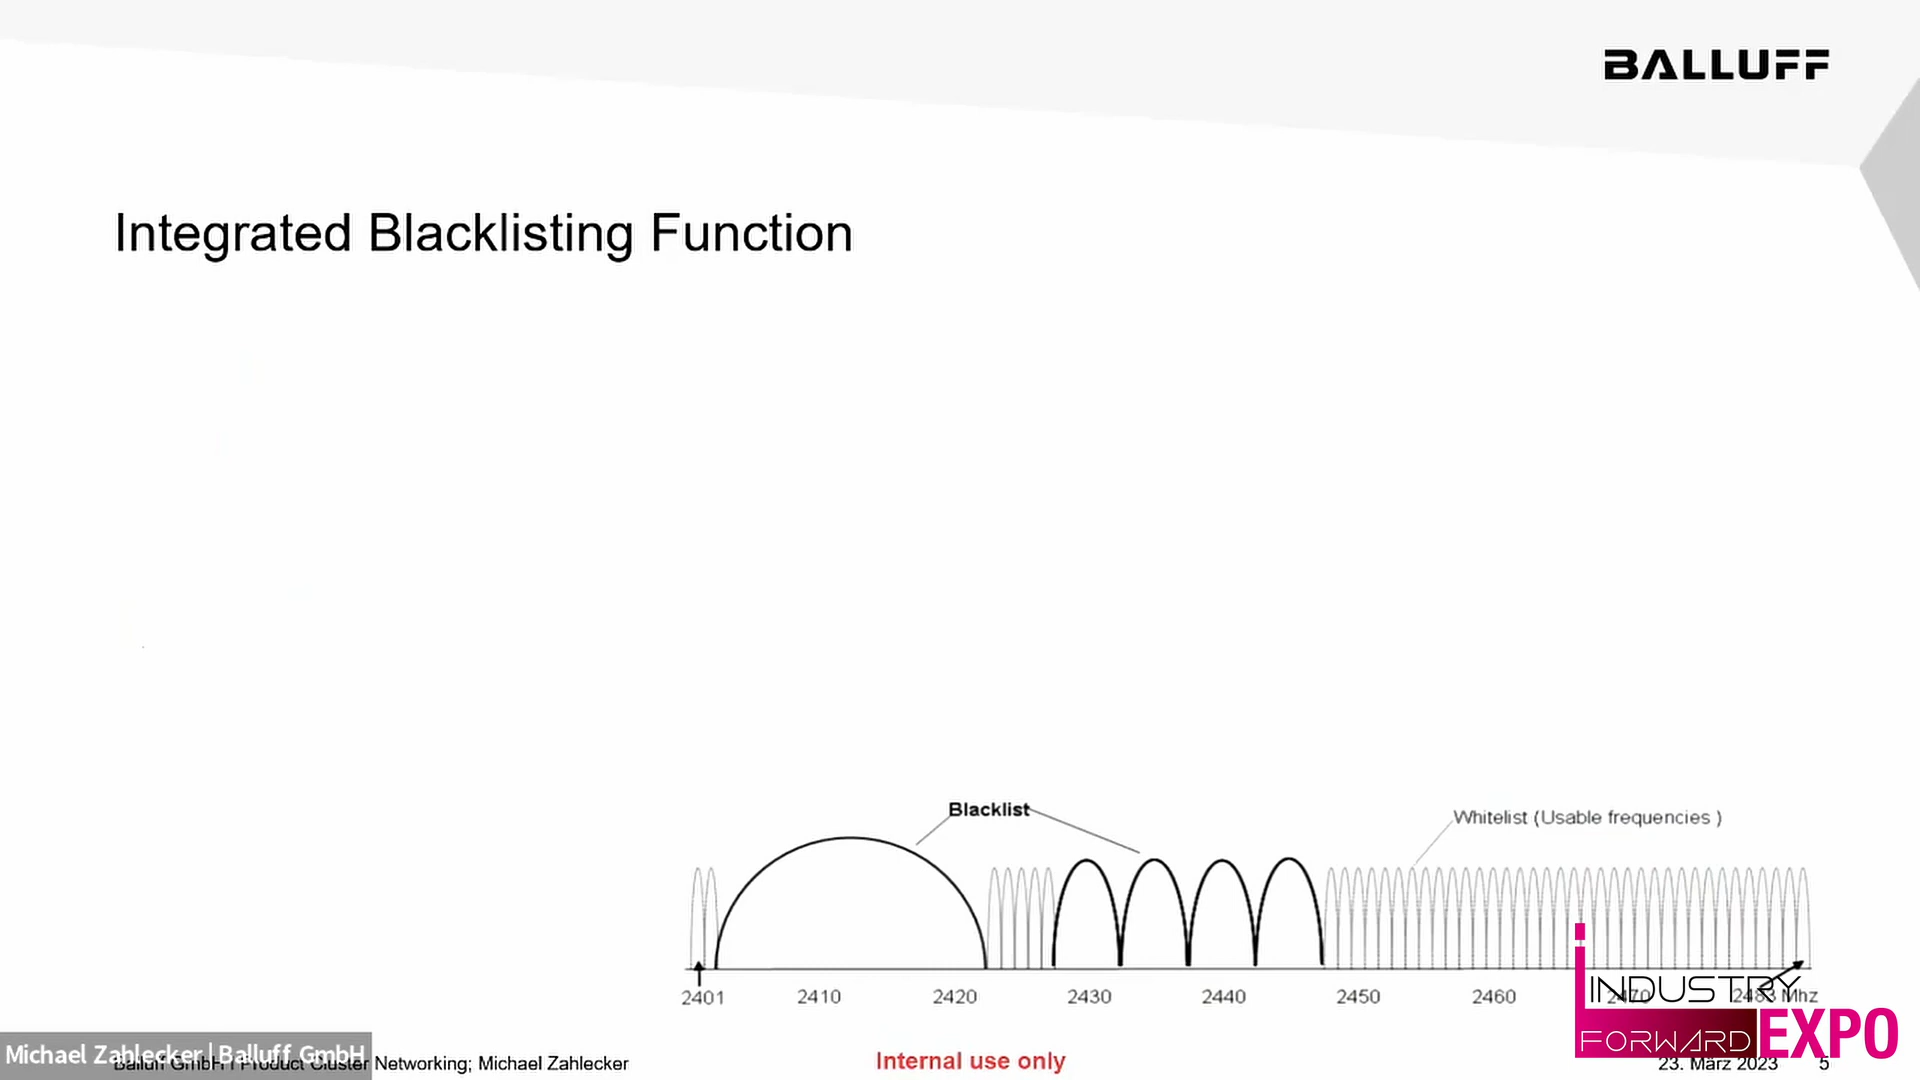 BALLUFF
Integrated Blacklisting Function
Blacklist
Whitelist (Usable frequencies )
2401 2410 2420 2430 2440 2450 2460 2470 2483 Mhz
INDUSTRY
FORWARD EXPO
Michael Zahlecker | Balluff GmbH
Balluff GmbH I Product Cluster Networking; Michael Zahlecker
Internal use only
23. März 2023 5